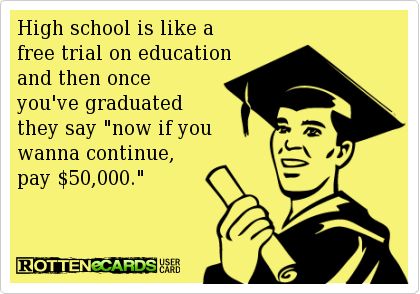 High school is like a
free trial on education
and then once
you've graduated
they say "now if you
wanna continue,
pay $50,000."
ROTTENECARDS USER
CARD